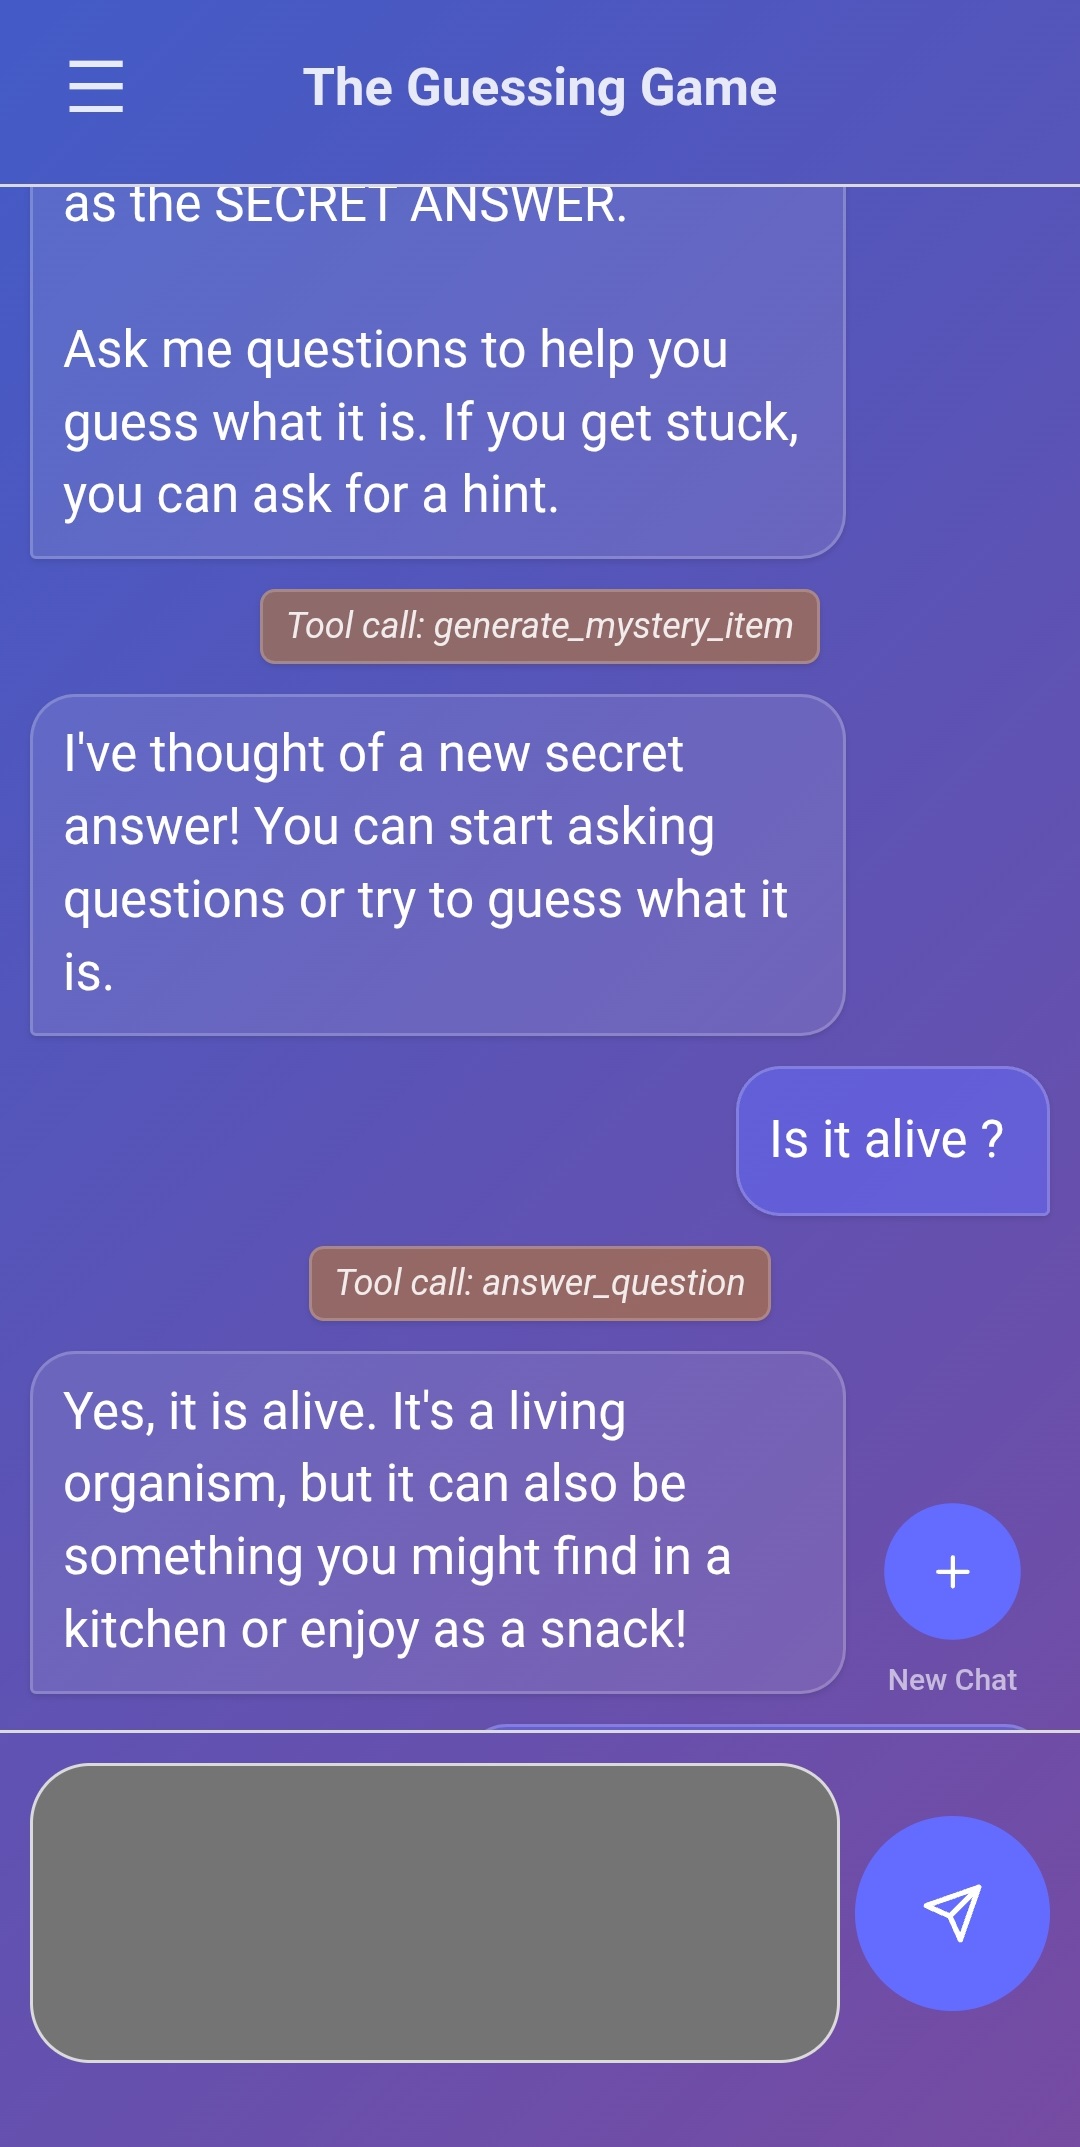 The Guessing Game
as the SECRET ANSWER.
Ask me questions to help you
guess what it is. If you get stuck,
you can ask for a hint.
Tool call: generate_mystery_item
I've thought of a new secret
answer! You can start asking
questions or try to guess what it
is.
Is it alive ?
Tool call: answer_question
Yes, it is alive. It's a living
organism, but it can also be
something you might find in a
kitchen or enjoy as a snack!
New Chat